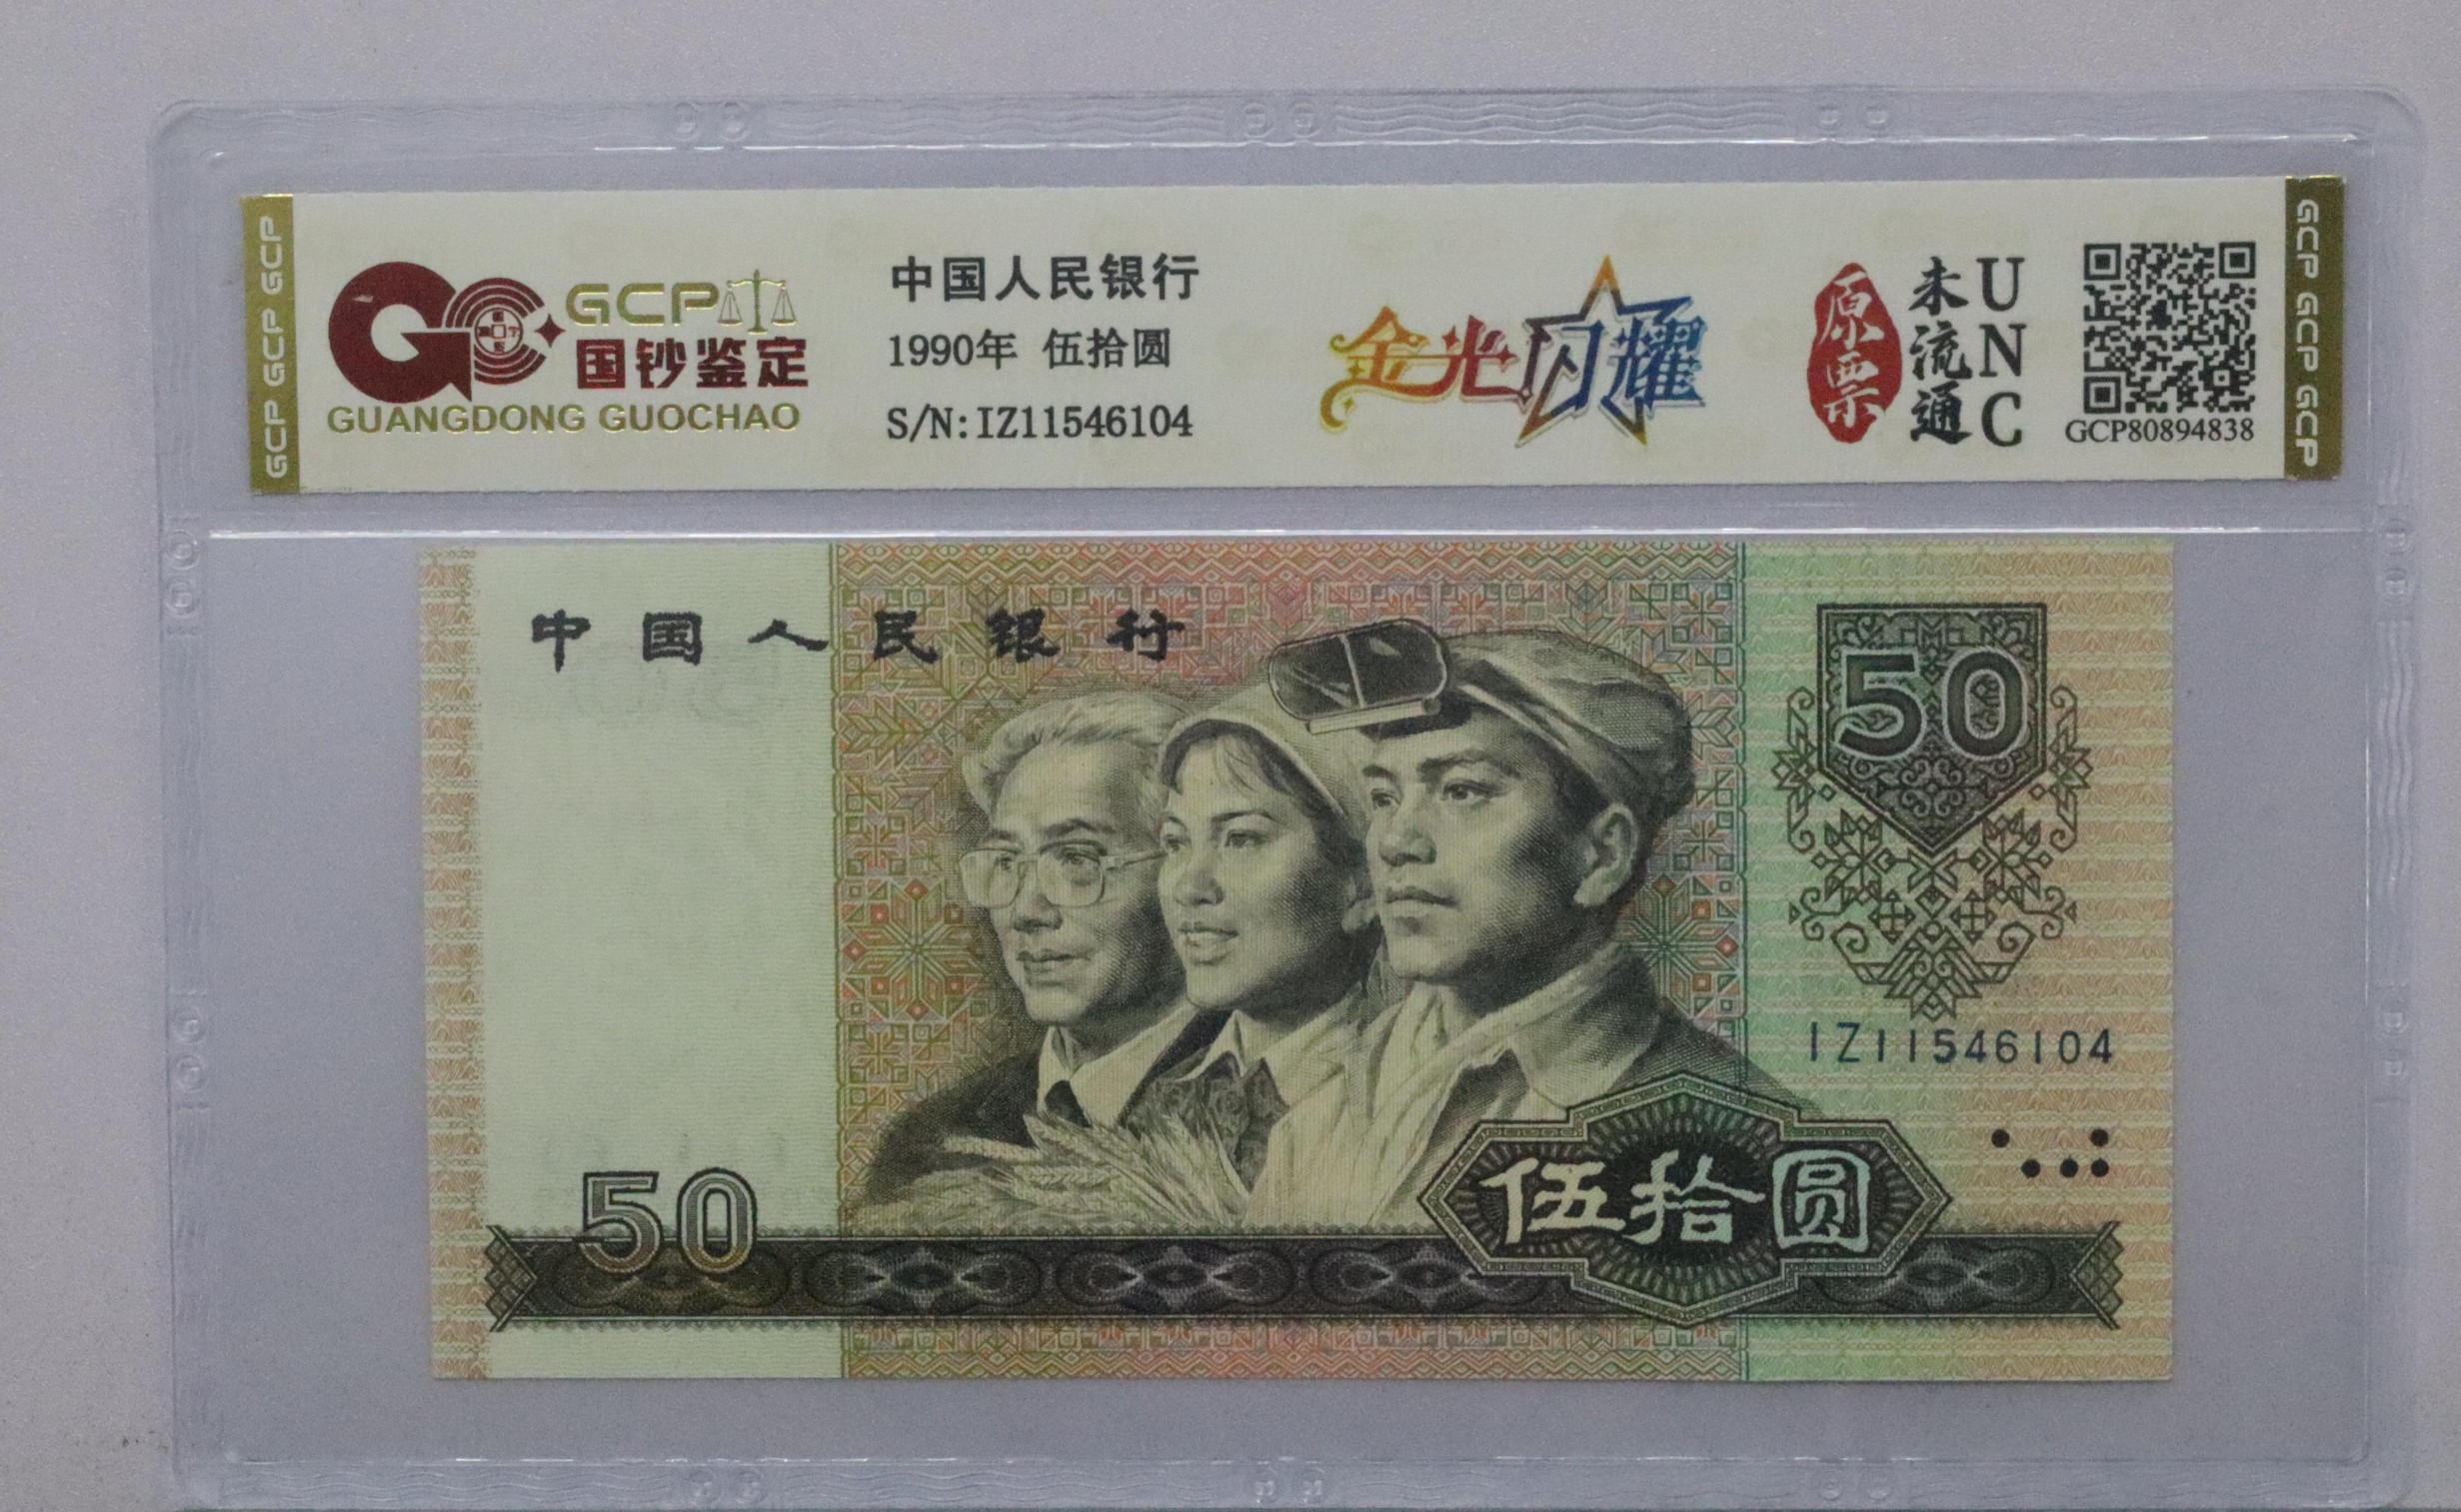 GCP GCP GCP
GCP
国钞鉴定
GUANGDONG GUOCHAO
中国人民银行
1990年 伍拾圆
S/N:IZ11546104
金光闪耀
原票
未流通
UNC
GCP80894838
GCP GCP GCP
中国人民银行
50
IZ11546104
50
伍拾圆